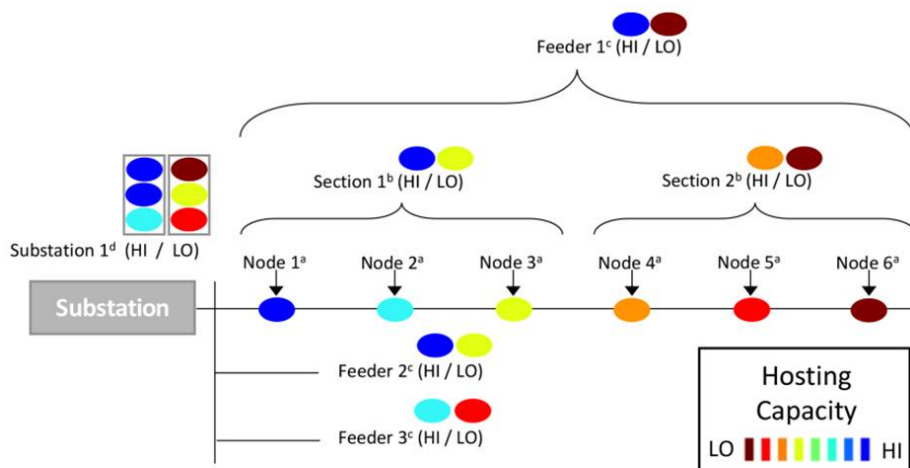 Feeder 1ᶜ (HI / LO)
Section 1ᵇ (HI / LO)
Section 2ᵇ (HI / LO)
Substation 1ᵈ (HI / LO)
Node 1ᵃ
Node 2ᵃ
Node 3ᵃ
Node 4ᵃ
Node 5ᵃ
Node 6ᵃ
Substation
Feeder 2ᶜ (HI / LO)
Feeder 3ᶜ (HI / LO)
Hosting
Capacity
LO HI